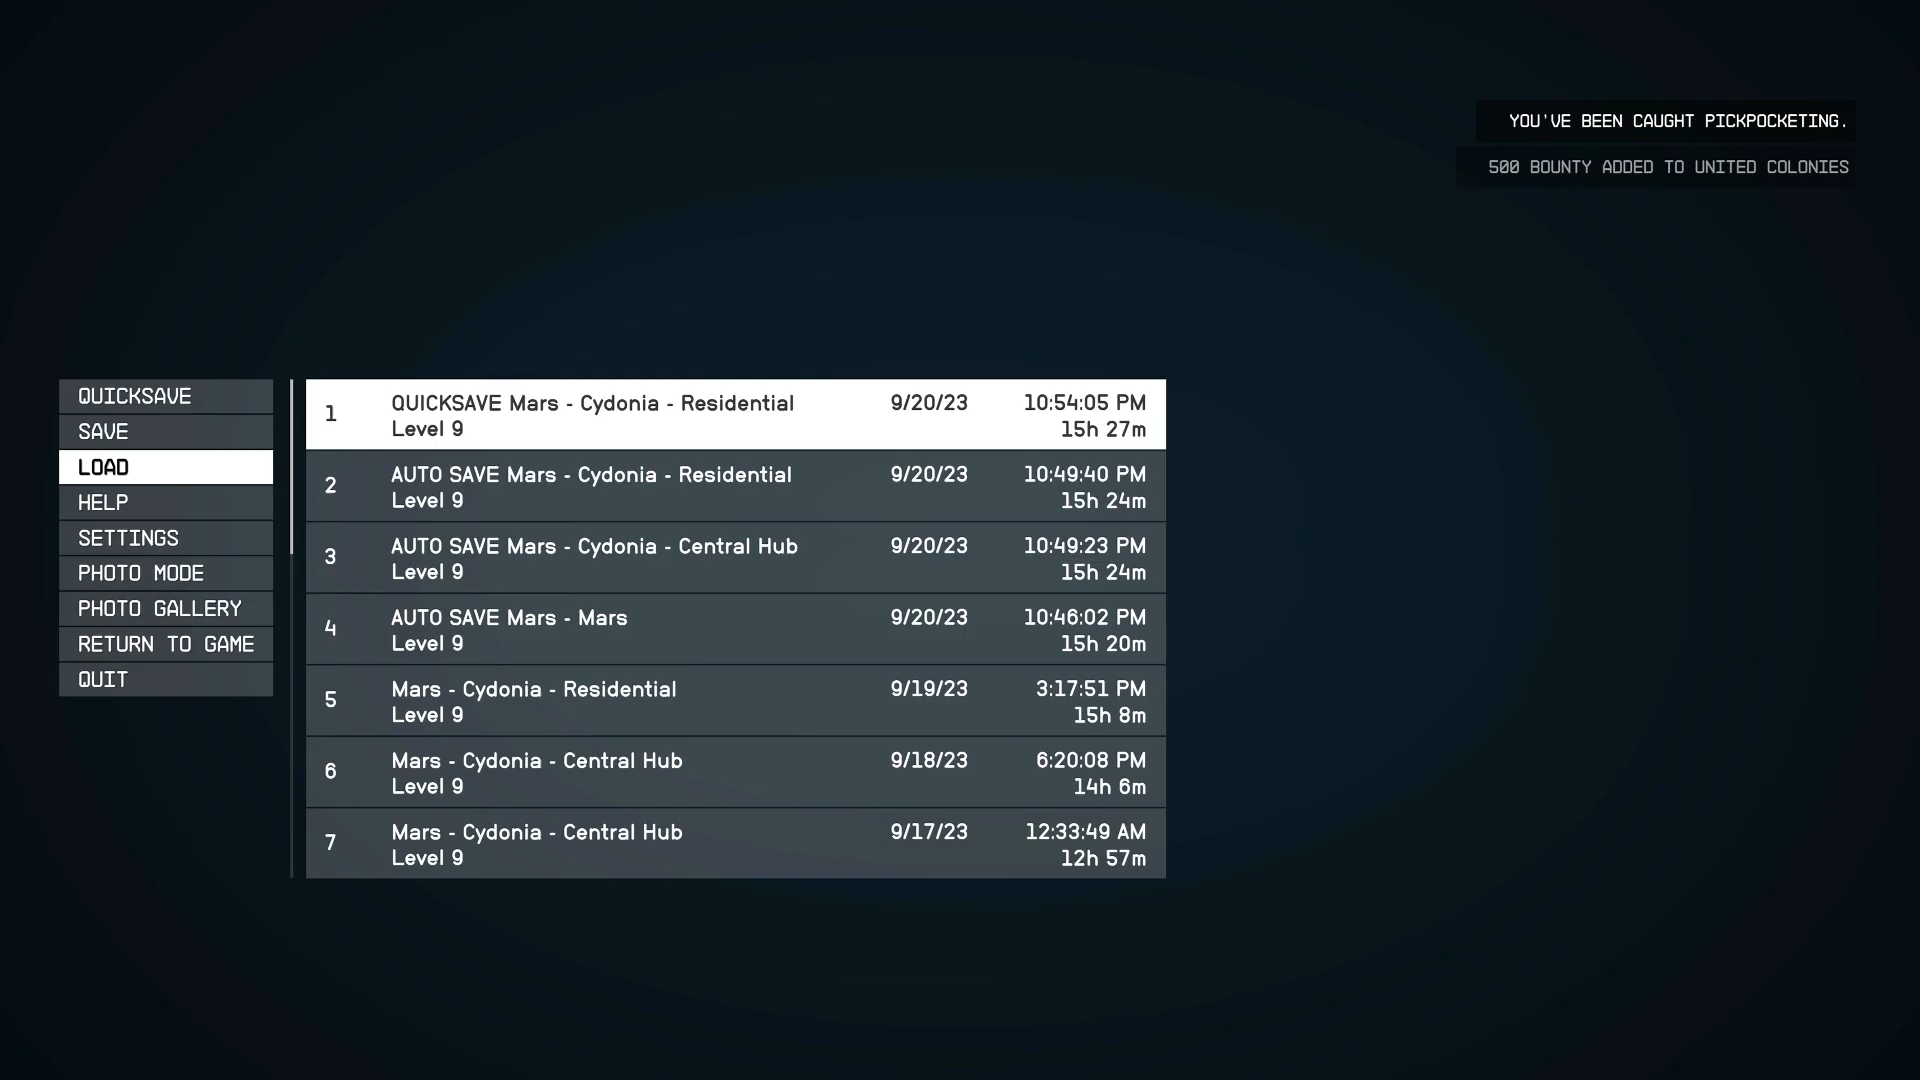 YOU'VE BEEN CAUGHT PICKPOCKETING.
500 BOUNTY ADDED TO UNITED COLONIES
QUICKSAVE
SAVE
LOAD
HELP
SETTINGS
PHOTO MODE
PHOTO GALLERY
RETURN TO GAME
QUIT
1 QUICKSAVE Mars - Cydonia - Residential 9/20/23 10:54:05 PM
Level 9 15h 27m
2 AUTO SAVE Mars - Cydonia - Residential 9/20/23 10:49:40 PM
Level 9 15h 24m
3 AUTO SAVE Mars - Cydonia - Central Hub 9/20/23 10:49:23 PM
Level 9 15h 24m
4 AUTO SAVE Mars - Mars 9/20/23 10:46:02 PM
Level 9 15h 20m
5 Mars - Cydonia - Residential 9/19/23 3:17:51 PM
Level 9 15h 8m
6 Mars - Cydonia - Central Hub 9/18/23 6:20:08 PM
Level 9 14h 6m
7 Mars - Cydonia - Central Hub 9/17/23 12:33:49 AM
Level 9 12h 57m